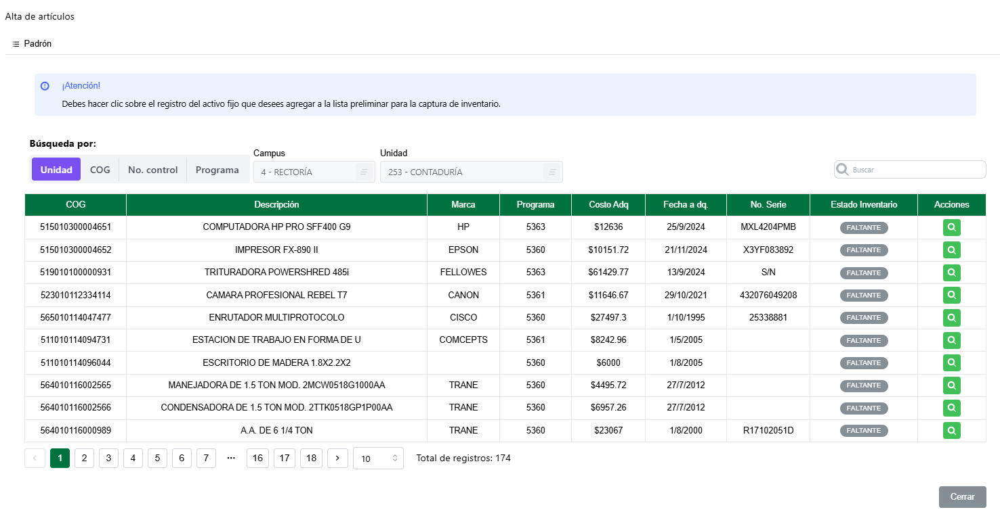 Alta de artículos
Padrón
¡Atención!
Debes hacer clic sobre el registro del activo fijo que desees agregar a la lista preliminar para la captura de inventario.
Búsqueda por:
Campus Unidad
Unidad COG No. control Programa 4 - RECTORÍA 253 - CONTADURÍA Buscar
COG Descripción Marca Programa Costo Adq Fecha a dq. No. Serie Estado Inventario Acciones
515010300004651 COMPUTADORA HP PRO SFF400 G9 HP 5363 $12636 25/9/2024 MXL4204PMB FALTANTE
515010300004652 IMPRESOR FX-890 II EPSON 5360 $10151.72 21/11/2024 X3YF083892 FALTANTE
519010100000931 TRITURADORA POWERSHRED 485i FELLOWES 5363 $61429.77 13/9/2024 S/N FALTANTE
523010112334114 CAMARA PROFESIONAL REBEL T7 CANON 5361 $11646.67 29/10/2021 432076049208 FALTANTE
565010114047477 ENRUTADOR MULTIPROTOCOLO CISCO 5360 $27497.3 1/10/1995 25338881 FALTANTE
511010114094731 ESTACION DE TRABAJO EN FORMA DE U COMCEPTS 5361 $8242.96 1/5/2005 FALTANTE
511010114096044 ESCRITORIO DE MADERA 1.8X2.2X2 5360 $6000 1/8/2005 FALTANTE
564010116002565 MANEJADORA DE 1.5 TON MOD. 2MCW0518G1000AA TRANE 5360 $4495.72 27/7/2012 FALTANTE
564010116002566 CONDENSADORA DE 1.5 TON MOD. 2TTK0518GP1P00AA TRANE 5360 $6957.26 27/7/2012 FALTANTE
564010116000989 A.A. DE 6 1/4 TON TRANE 5360 $23067 1/8/2000 R17102051D FALTANTE
1 2 3 4 5 6 7 ••• 16 17 18 10 Total de registros: 174
Cerrar